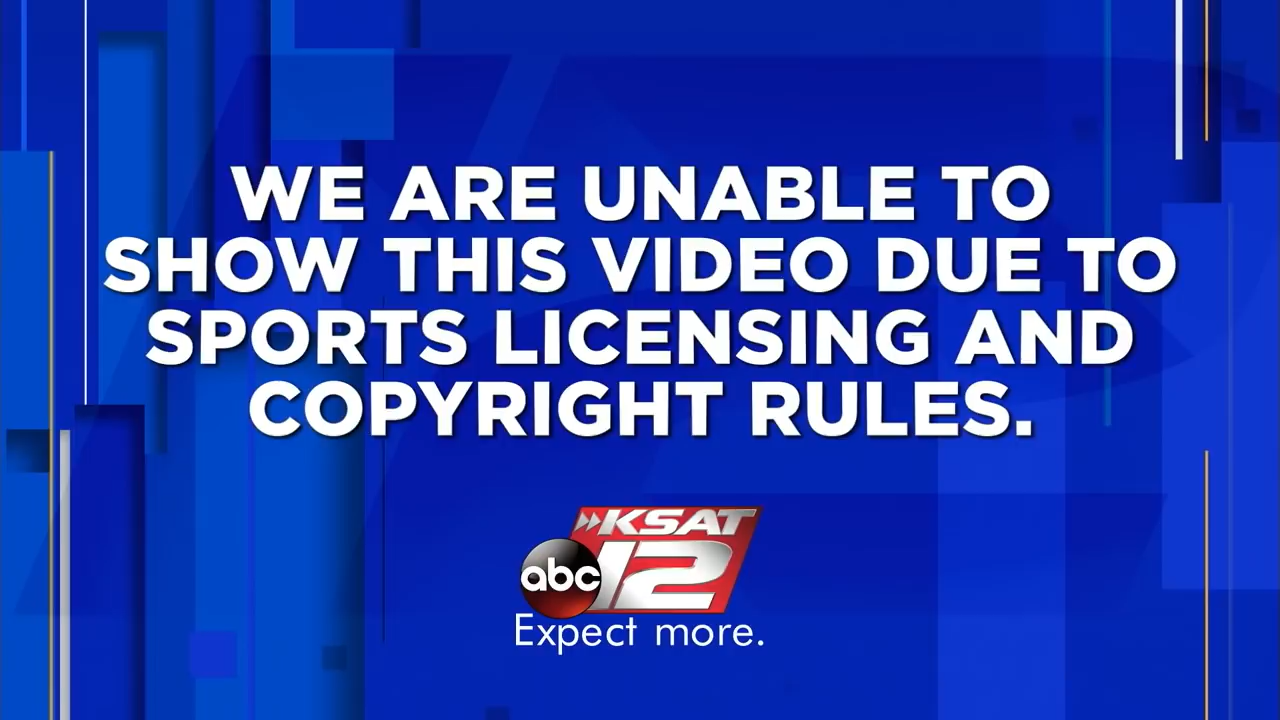 WE ARE UNABLE TO
SHOW THIS VIDEO DUE TO
SPORTS LICENSING AND
COPYRIGHT RULES.
KSAT
abc 12
Expect more.